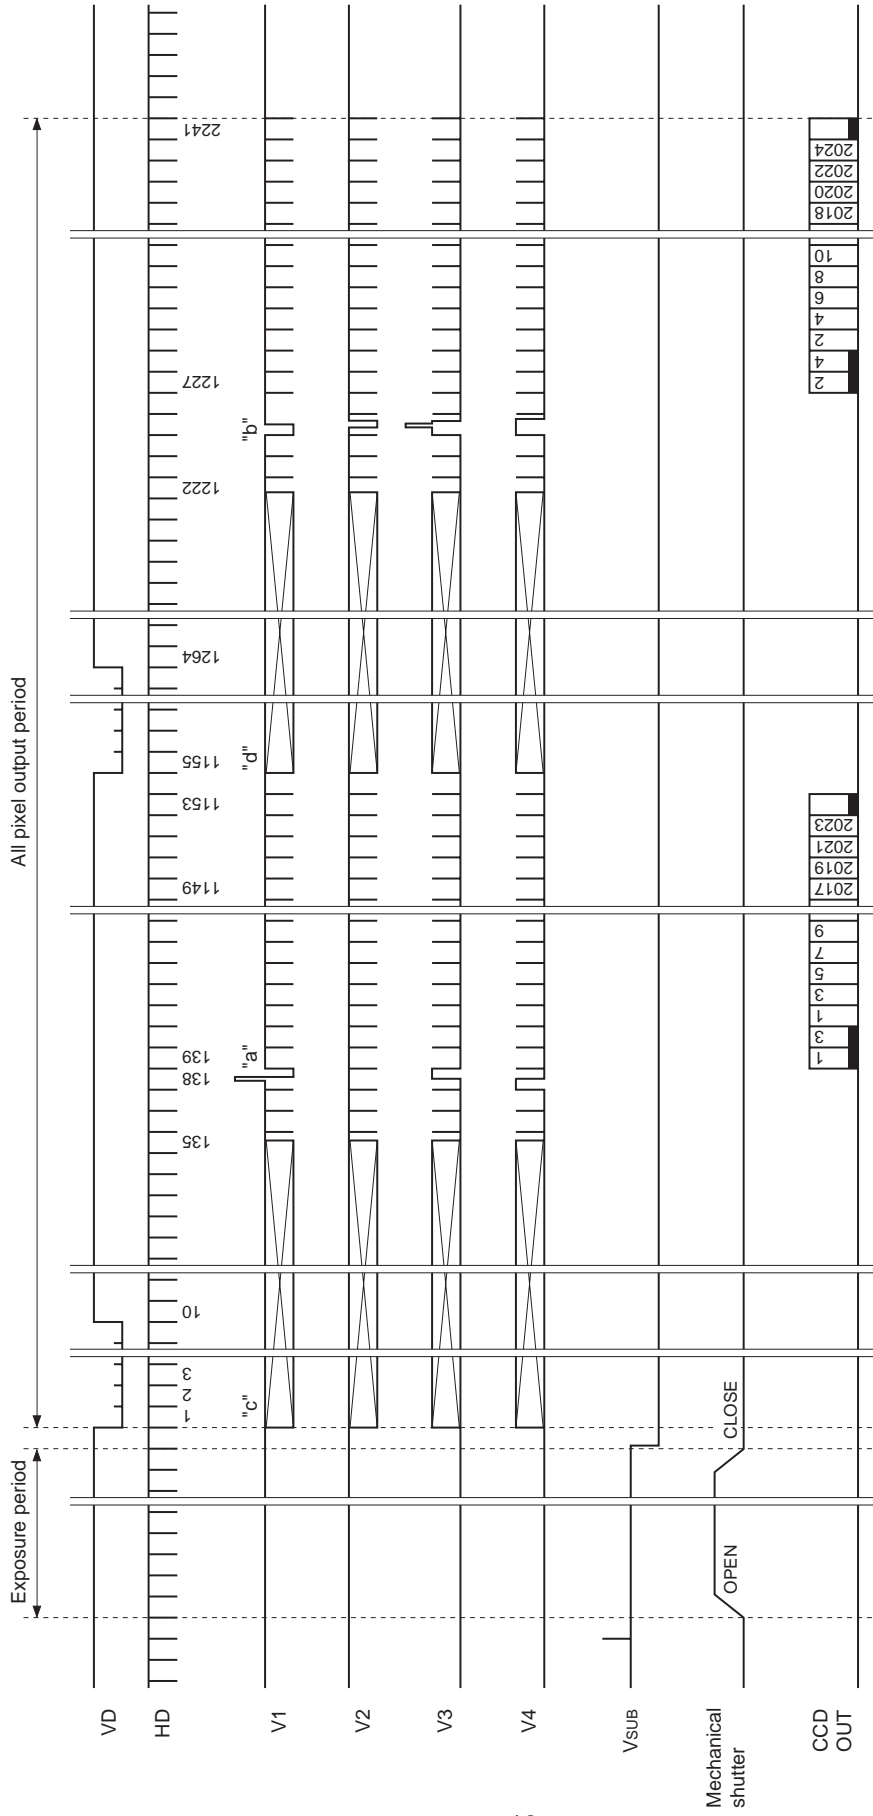 Exposure period
All pixel output period
VD
HD
1 2 3 10 135 138 139 1149 1153 1155 1264 1222 1227 2241
"c" "a" "d" "b"
V1
V2
V3
V4
VSUB
Mechanical
shutter
OPEN CLOSE
CCD
OUT
1 3 1 3 5 7 9 2017 2019 2021 2023 2 4 2 4 6 8 10 2018 2020 2022 2024